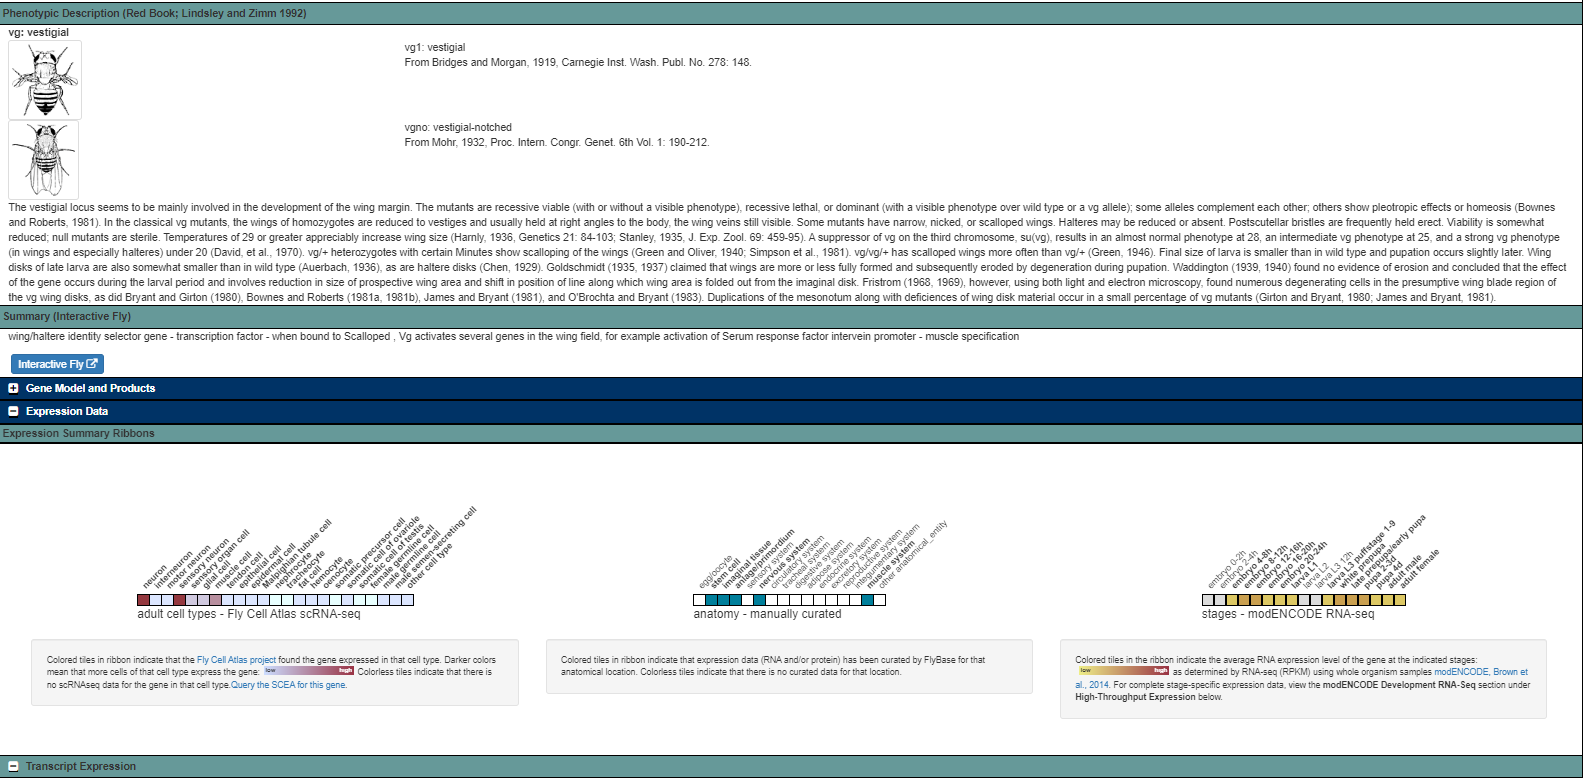 Phenotypic Description (Red Book; Lindsley and Zimm 1992)
vg: vestigial
vg1: vestigial
From Bridges and Morgan, 1919, Carnegie Inst. Wash. Publ. No. 278: 148.
vgno: vestigial-notched
From Mohr, 1932, Proc. Intern. Congr. Genet. 6th Vol. 1: 190-212.
The vestigial locus seems to be mainly involved in the development of the wing margin. The mutants are recessive viable (with or without a visible phenotype), recessive lethal, or dominant (with a visible phenotype over wild type or a vg allele); some alleles complement each other; others show pleotropic effects or homeosis (Bownes
and Roberts, 1981). In the classical vg mutants, the wings of homozygotes are reduced to vestiges and usually held at right angles to the body, the wing veins still visible. Some mutants have narrow, nicked, or scalloped wings. Halteres may be reduced or absent. Postscutellar bristles are frequently held erect. Viability is somewhat
reduced; null mutants are sterile. Temperatures of 29 or greater appreciably increase wing size (Harnly, 1936, Genetics 21: 84-103; Stanley, 1935, J. Exp. Zool. 69: 459-95). A suppressor of vg on the third chromosome, su(vg), results in an almost normal phenotype at 28, an intermediate vg phenotype at 25, and a strong vg phenotype
(in wings and especially halteres) under 20 (David, et al., 1970). vg/+ heterozygotes with certain Minutes show scalloping of the wings (Green and Oliver, 1940; Simpson et al., 1981). vg/vg/+ has scalloped wings more often than vg/+ (Green, 1946). Final size of larva is smaller than in wild type and pupation occurs slightly later. Wing
disks of late larva are also somewhat smaller than in wild type (Auerbach, 1936), as are haltere disks (Chen, 1929). Goldschmidt (1935, 1937) claimed that wings are more or less fully formed and subsequently eroded by degeneration during pupation. Waddington (1939, 1940) found no evidence of erosion and concluded that the effect
of the gene occurs during the larval period and involves reduction in size of prospective wing area and shift in position of line along which wing area is folded out from the imaginal disk. Fristrom (1968, 1969), however, using both light and electron microscopy, found numerous degenerating cells in the presumptive wing blade region of
the vg wing disks, as did Bryant and Girton (1980), Bownes and Roberts (1981a, 1981b), James and Bryant (1981), and O'Brochta and Bryant (1983). Duplications of the mesonotum along with deficiences of wing disk material occur in a small percentage of vg mutants (Girton and Bryant, 1980; James and Bryant, 1981).
Summary (Interactive Fly)
wing/haltere identity selector gene - transcription factor - when bound to Scalloped , Vg activates several genes in the wing field, for example activation of Serum response factor intervein promoter - muscle specification
Interactive Fly
Gene Model and Products
Expression Data
Expression Summary Ribbons
neuron
interneuron
motor neuron
sensory neuron
sensory organ cell
glial cell
muscle cell
tendon cell
epithelial cell
epidermal cell
Malpighian tubule cell
nephrocyte
pherocyte
fat cell
hemocyte
oenocyte
somatic precursor cell
somatic cell of ovariole
somatic cell of testis
female germline cell
male germline cell
male semen-secreting cell
other cell type
adult cell types - Fly Cell Atlas scRNA-seq
egg/oocyte
stem cell
imaginal tissue
anlage/primordium
sensory system
nervous system
circulatory system
tracheal system
digestive system
adipose system
endocrine system
excretory system
reproductive system
integumentary system
muscle system
other anatomical_entity
anatomy - manually curated
embryo 0-2h
embryo 2-4h
embryo 4-8h
embryo 8-12h
embryo 12-16h
embryo 16-20h
embryo 20-24h
larva L1
larva L2
larva L3 12h
larva L3 puffstage 1-9
white prepupa
late prepupa/early pupa
pupa 2-3d
pupa 4d
adult male
adult female
stages - modENCODE RNA-seq
Colored tiles in ribbon indicate that the Fly Cell Atlas project found the gene expressed in that cell type. Darker colors
mean that more cells of that cell type express the gene: low high Colorless tiles indicate that there is
no scRNAseq data for the gene in that cell type.Query the SCEA for this gene.
Colored tiles in ribbon indicate that expression data (RNA and/or protein) has been curated by FlyBase for that
anatomical location. Colorless tiles indicate that there is no curated data for that location.
Colored tiles in the ribbon indicate the average RNA expression level of the gene at the indicated stages:
low high as determined by RNA-seq (RPKM) using whole organism samples modENCODE, Brown et
al., 2014. For complete stage-specific expression data, view the modENCODE Development RNA-Seq section under
High-Throughput Expression below.
Transcript Expression